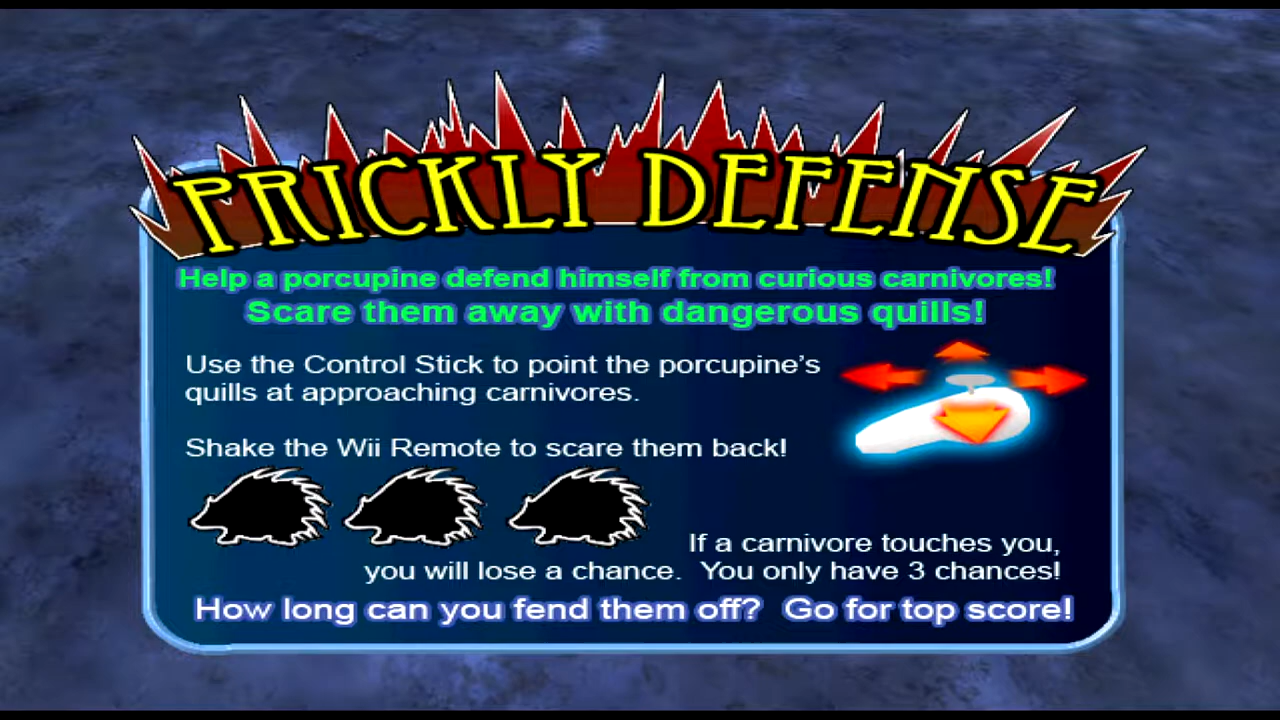 PRICKLY DEFENSE
Help a porcupine defend himself from curious carnivores!
Scare them away with dangerous quills!
Use the Control Stick to point the porcupine's
quills at approaching carnivores.
Shake the Wii Remote to scare them back!
If a carnivore touches you,
you will lose a chance. You only have 3 chances!
How long can you fend them off? Go for top score!